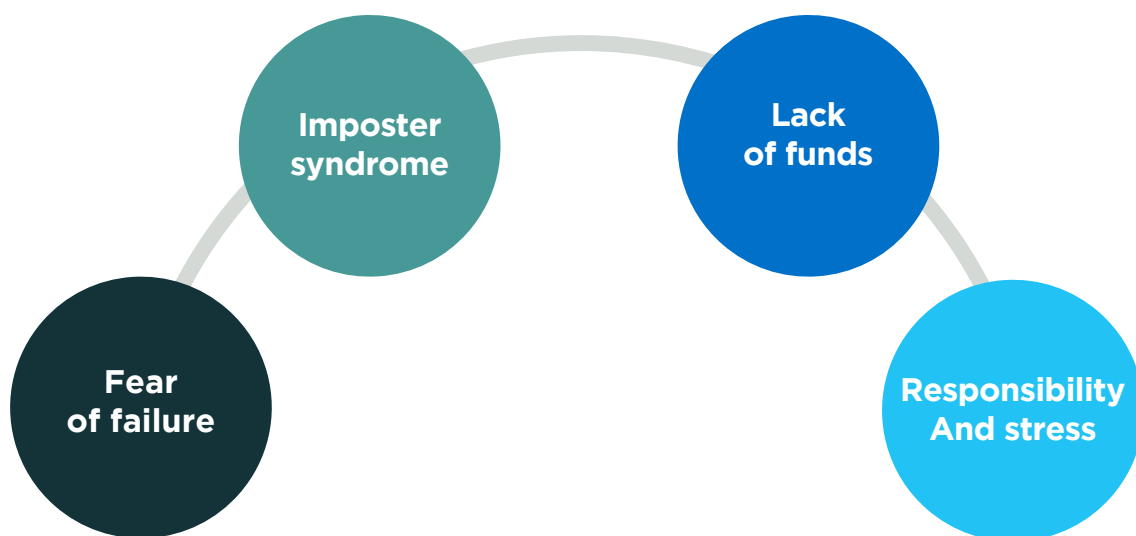 Imposter
syndrome
Lack
of funds
Fear
of failure
Responsibility
And stress